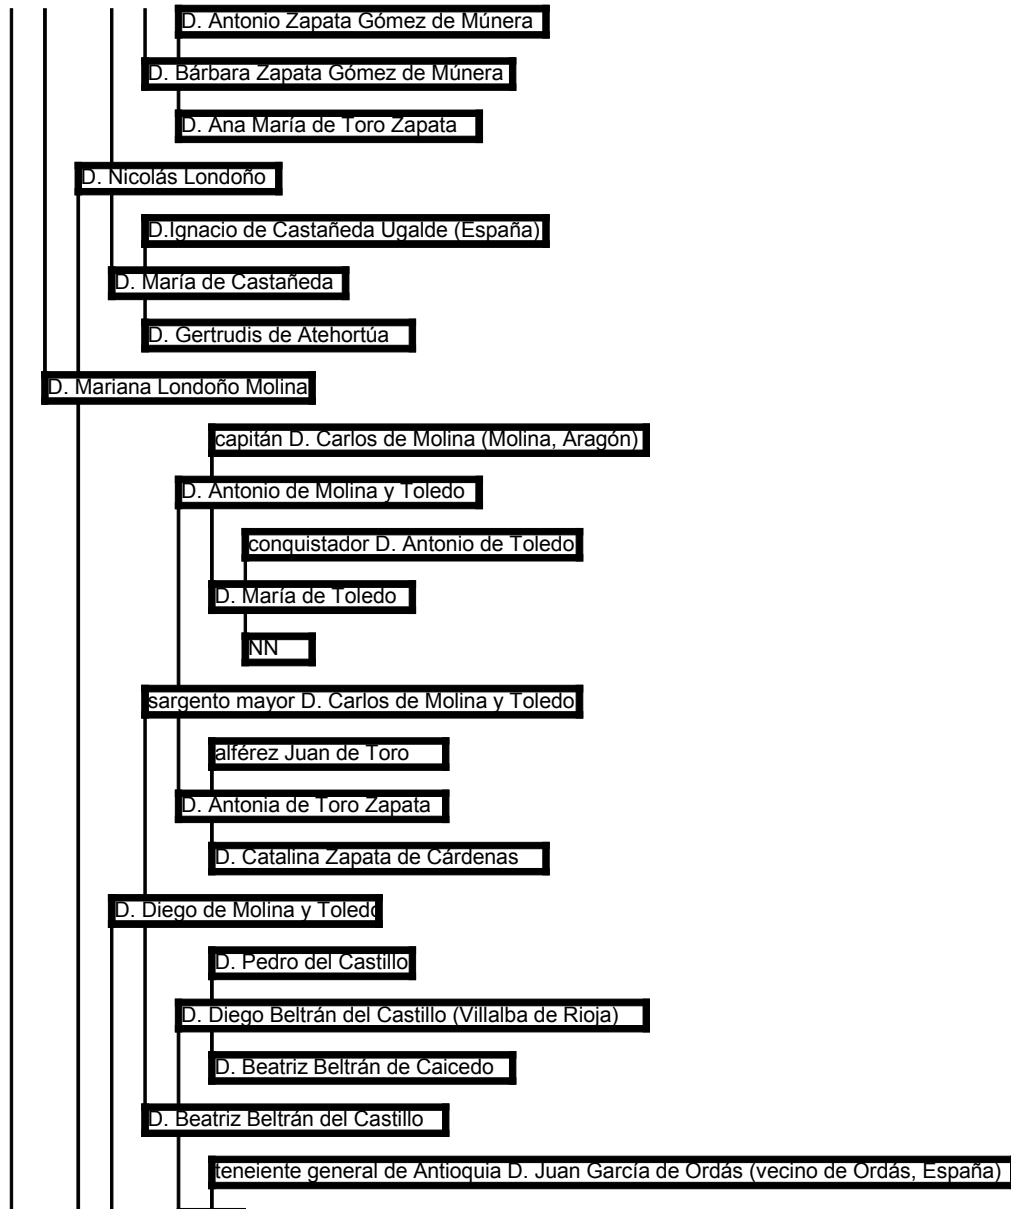 D. Antonio Zapata Gómez de Múnera
D. Bárbara Zapata Gómez de Múnera
D. Ana María de Toro Zapata
D. Nicolás Londoño
D.Ignacio de Castañeda Ugalde (España)
D. María de Castañeda
D. Gertrudis de Atehortúa
D. Mariana Londoño Molina
capitán D. Carlos de Molina (Molina, Aragón)
D. Antonio de Molina y Toledo
conquistador D. Antonio de Toledo
D. María de Toledo
NN
sargento mayor D. Carlos de Molina y Toledo
alférez Juan de Toro
D. Antonia de Toro Zapata
D. Catalina Zapata de Cárdenas
D. Diego de Molina y Toledo
D. Pedro del Castillo
D. Diego Beltrán del Castillo (Villalba de Rioja)
D. Beatriz Beltrán de Caicedo
D. Beatriz Beltrán del Castillo
teneiente general de Antioquia D. Juan García de Ordás (vecino de Ordás, España)